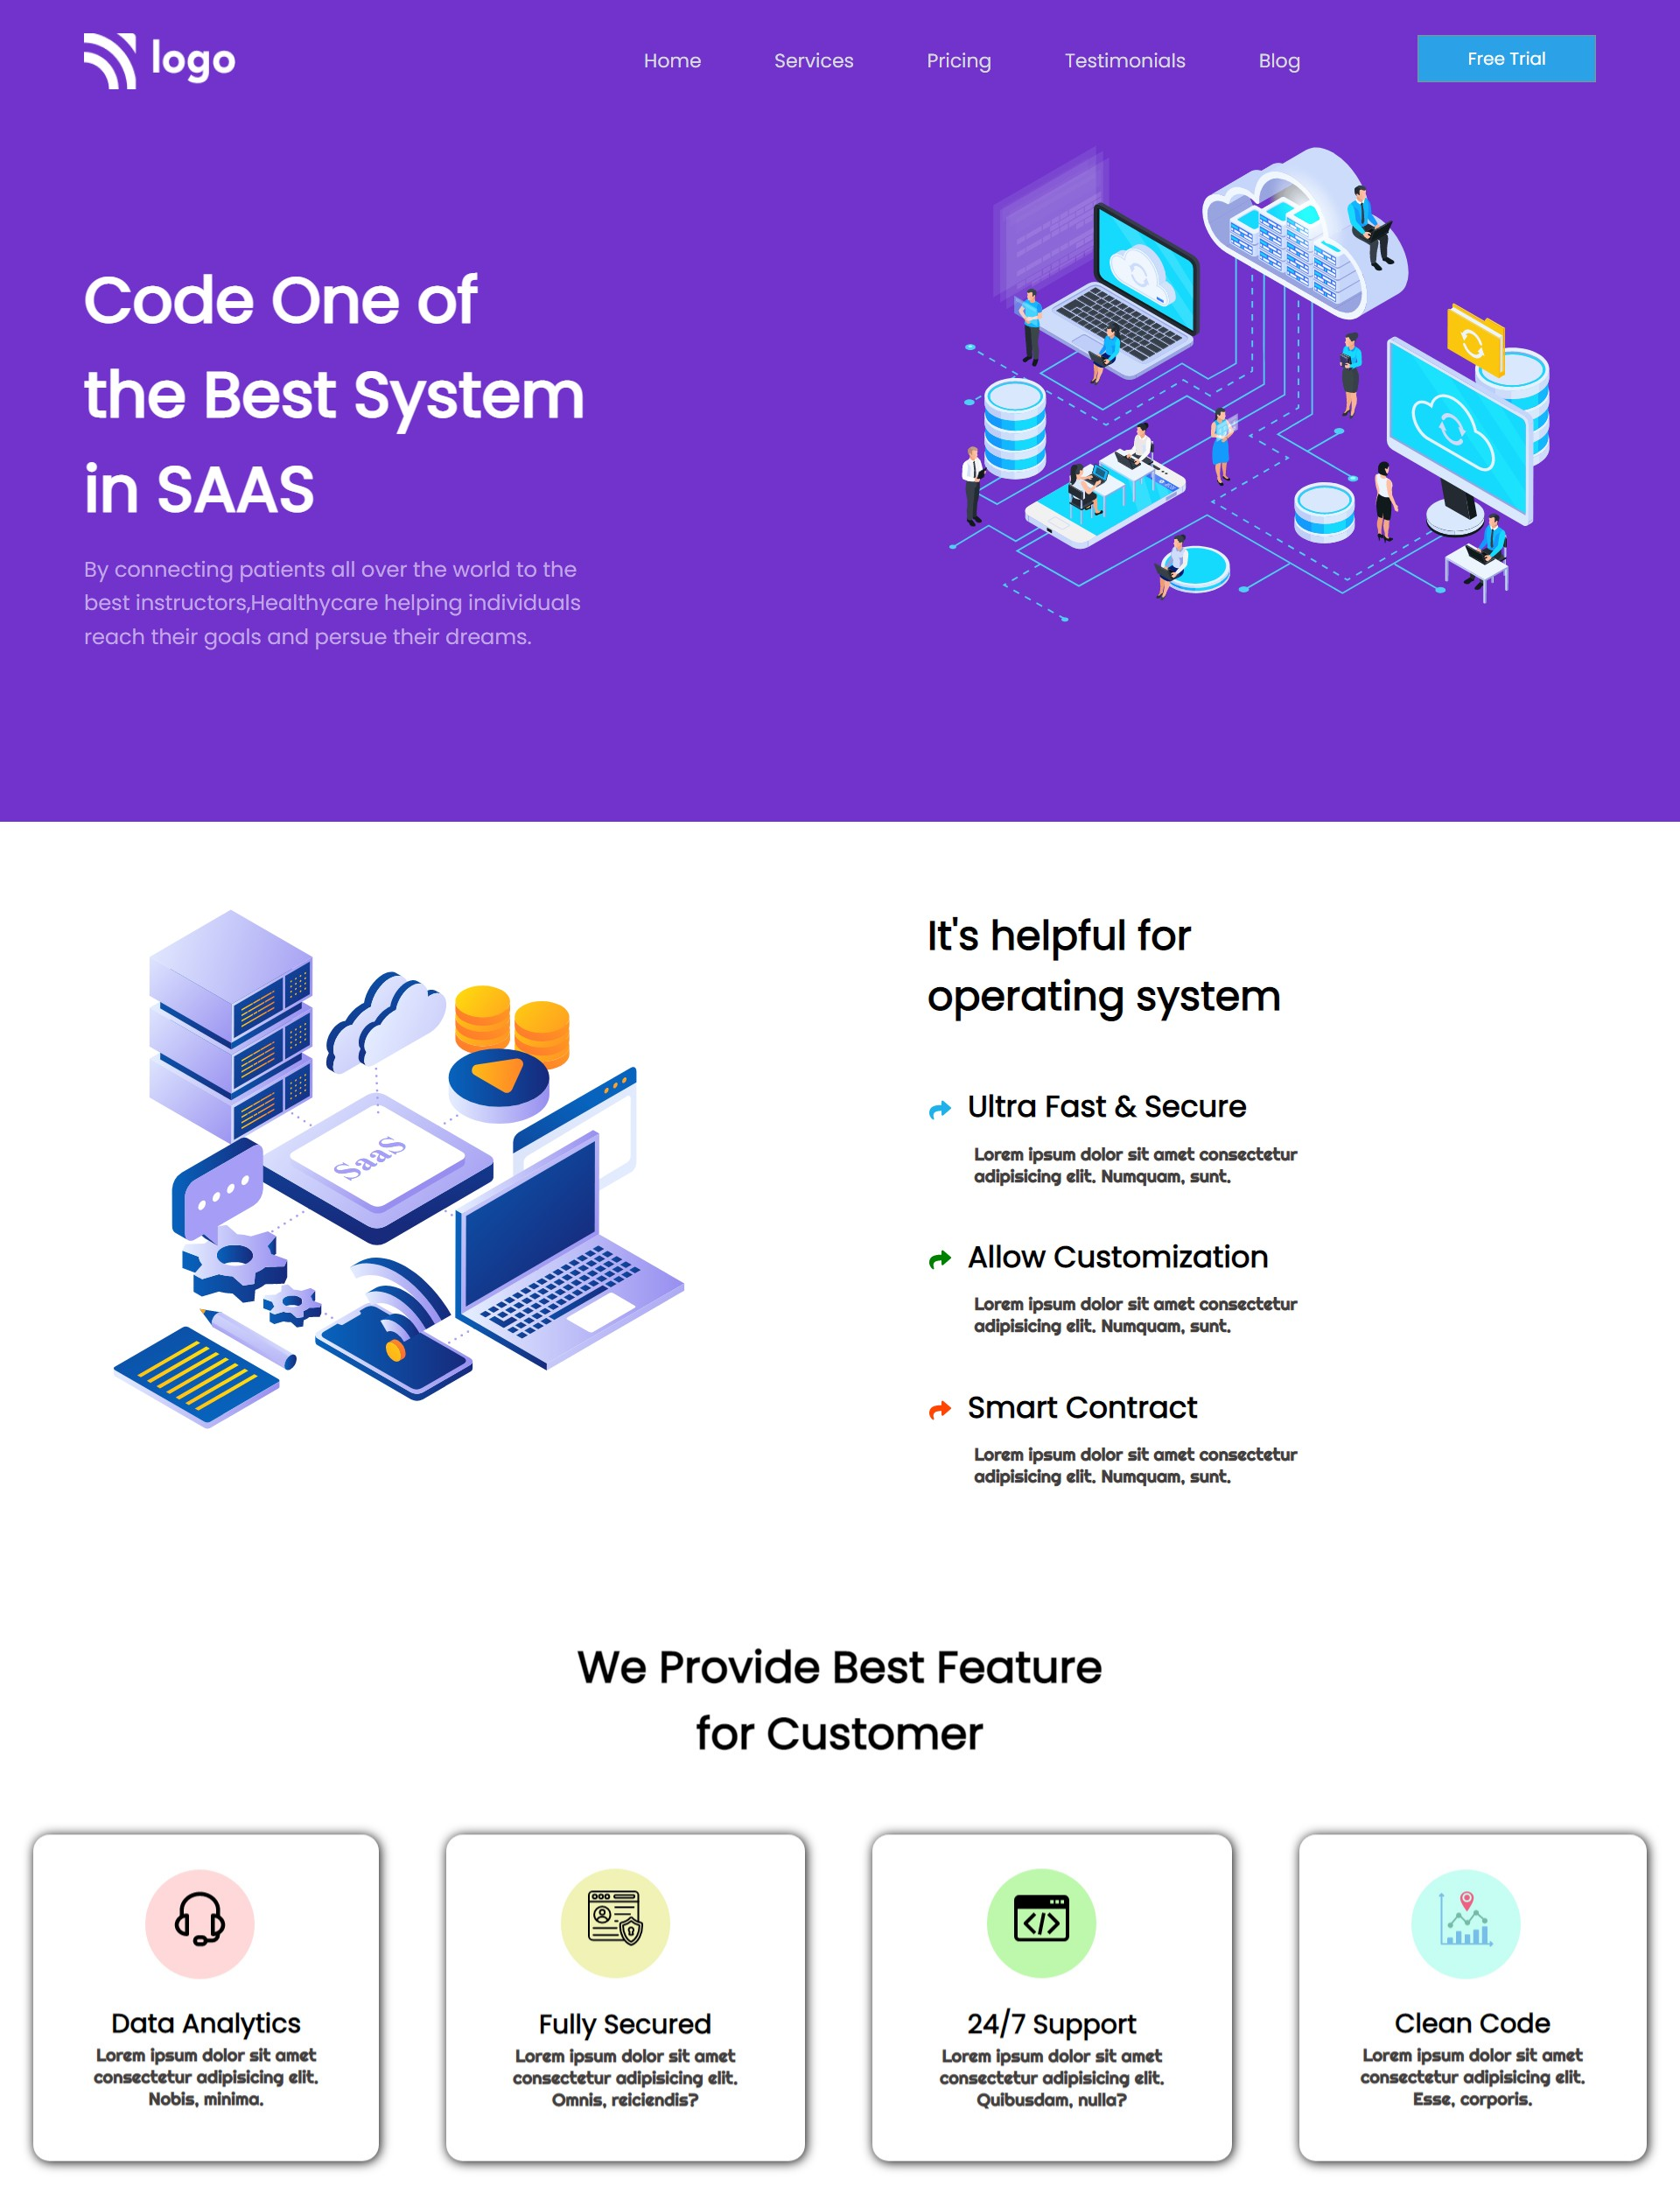 logo
Home Services Pricing Testimonials Blog Free Trial
Code One of
the Best System
in SAAS
By connecting patients all over the world to the
best instructors,Healthycare helping individuals
reach their goals and persue their dreams.
SaaS
It's helpful for
operating system
Ultra Fast & Secure
Lorem ipsum dolor sit amet consectetur
adipisicing elit. Numquam, sunt.
Allow Customization
Lorem ipsum dolor sit amet consectetur
adipisicing elit. Numquam, sunt.
Smart Contract
Lorem ipsum dolor sit amet consectetur
adipisicing elit. Numquam, sunt.
We Provide Best Feature
for Customer
Data Analytics
Lorem ipsum dolor sit amet
consectetur adipisicing elit.
Nobis, minima.
Fully Secured
Lorem ipsum dolor sit amet
consectetur adipisicing elit.
Omnis, reiciendis?
24/7 Support
Lorem ipsum dolor sit amet
consectetur adipisicing elit.
Quibusdam, nulla?
Clean Code
Lorem ipsum dolor sit amet
consectetur adipisicing elit.
Esse, corporis.